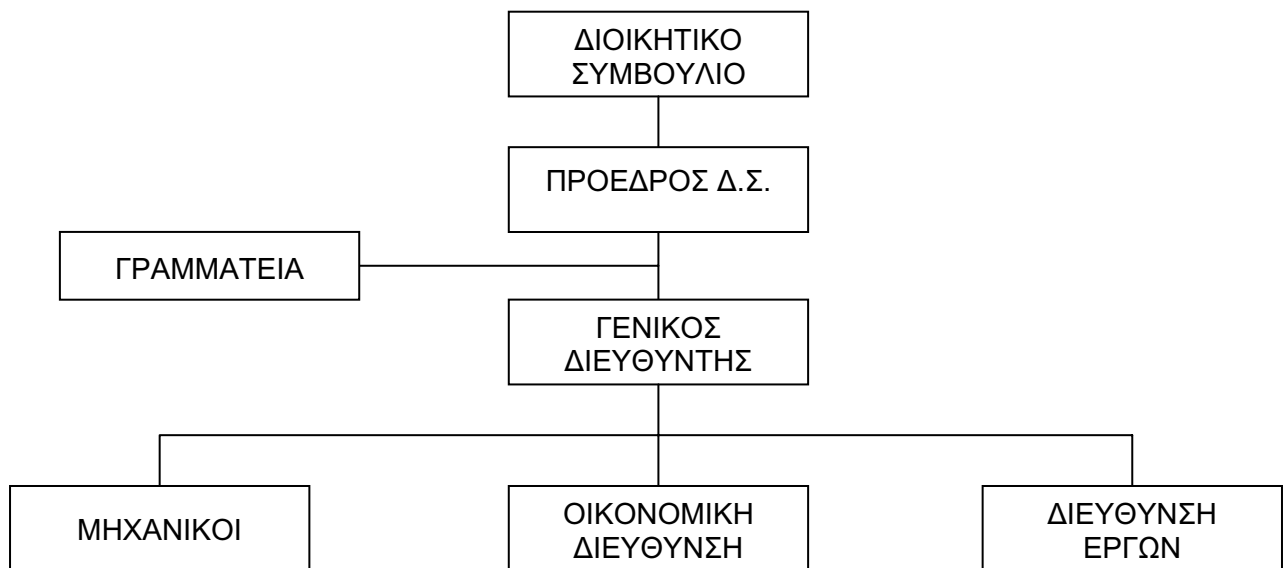 ΔΙΟΙΚΗΤΙΚΟ
ΣΥΜΒΟΥΛΙΟ
ΠΡΟΕΔΡΟΣ Δ.Σ.
ΓΡΑΜΜΑΤΕΙΑ
ΓΕΝΙΚΟΣ
ΔΙΕΥΘΥΝΤΗΣ
ΜΗΧΑΝΙΚΟΙ
ΟΙΚΟΝΟΜΙΚΗ
ΔΙΕΥΘΥΝΣΗ
ΔΙΕΥΘΥΝΣΗ
ΕΡΓΩΝ